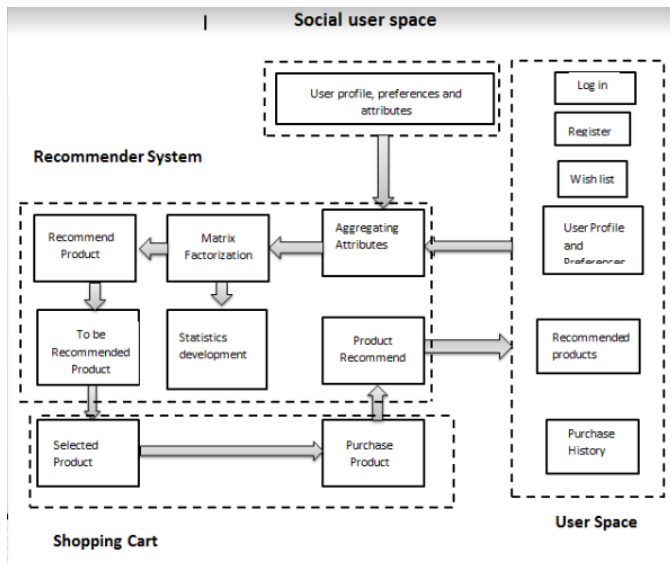 Social user space
User profile, preferences and
attributes
Log in
Register
Wish list
User Profile
and
Preferences
Recommended
products
Purchase
History
User Space
Recommender System
Recommend
Product
Matrix
Factorization
Aggregating
Attributes
To be
Recommended
Product
Statistics
development
Product
Recommend
Selected
Product
Purchase
Product
Shopping Cart